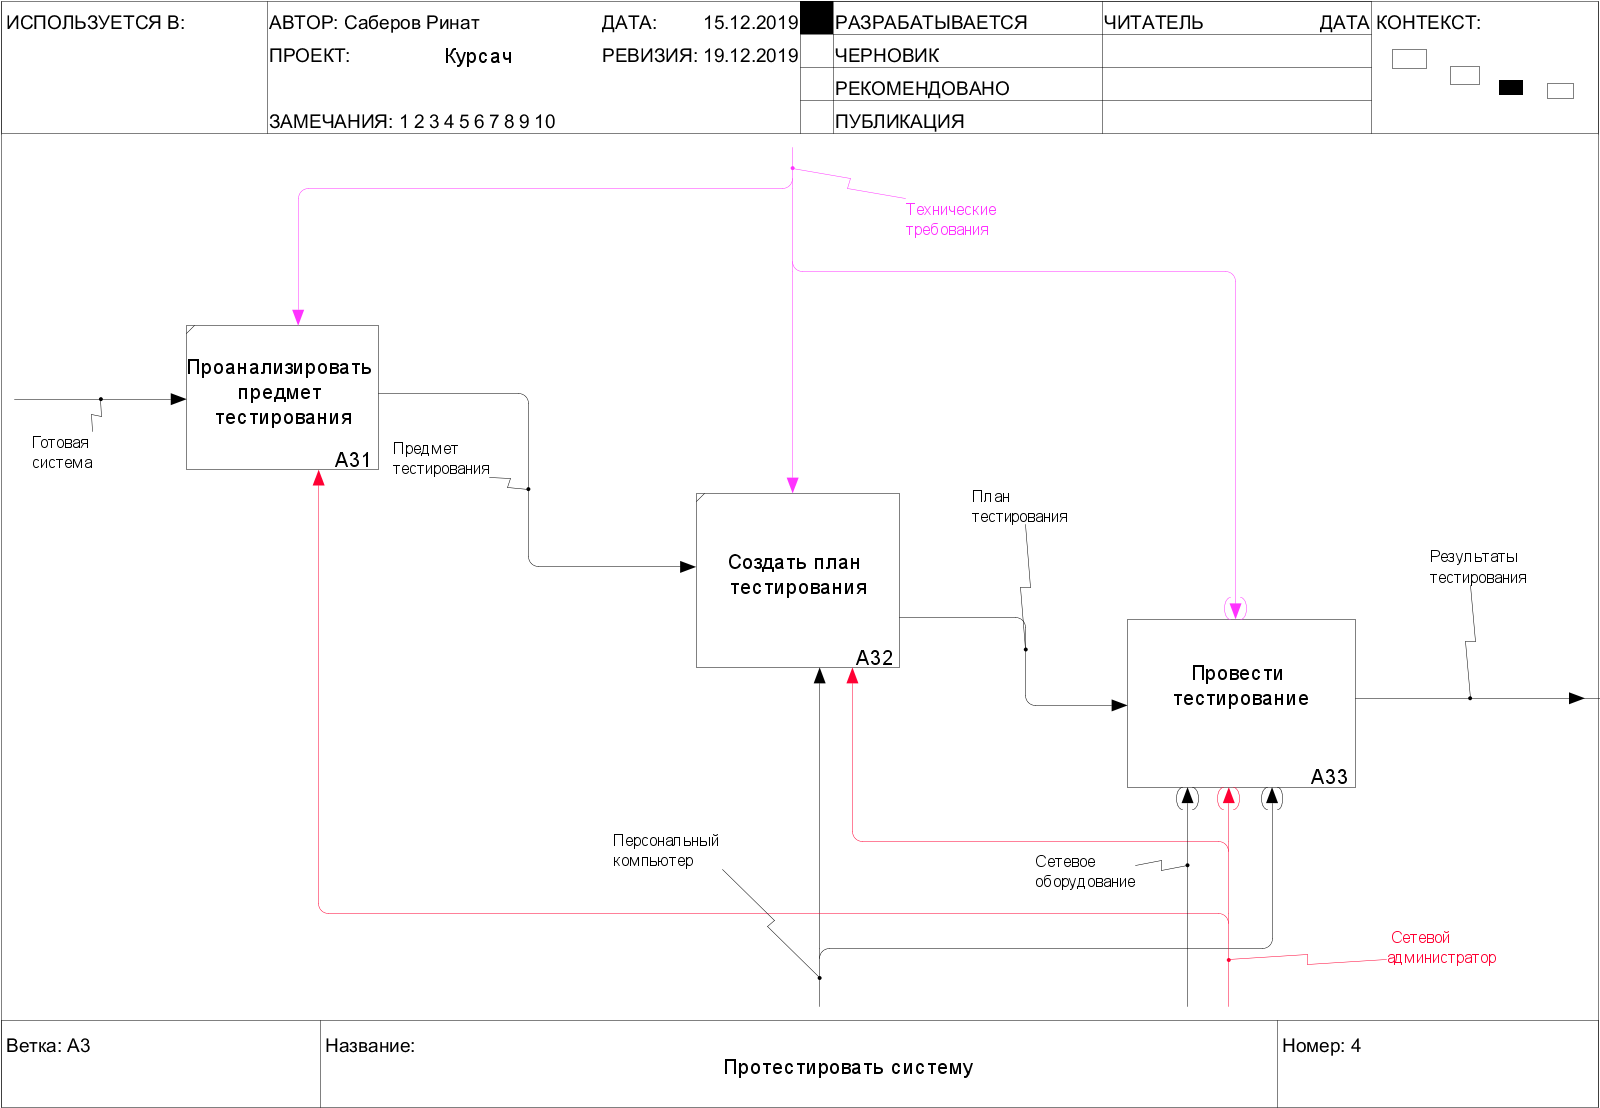 ИСПОЛЬЗУЕТСЯ В:
АВТОР: Саберов Ринат
ДАТА: 15.12.2019
ПРОЕКТ: Курсач
РЕВИЗИЯ: 19.12.2019
ЗАМЕЧАНИЯ: 1 2 3 4 5 6 7 8 9 10
РАЗРАБАТЫВАЕТСЯ
ЧЕРНОВИК
РЕКОМЕНДОВАНО
ПУБЛИКАЦИЯ
ЧИТАТЕЛЬ
ДАТА
КОНТЕКСТ:
Технические
требования
Проанализировать
предмет
тестирования
A31
Готовая
система
Предмет
тестирования
Создать план
тестирования
A32
План
тестирования
Результаты
тестирования
Провести
тестирование
A33
Персональный
компьютер
Сетевое
оборудование
Сетевой
администратор
Ветка: A3
Название:
Протестировать систему
Номер: 4